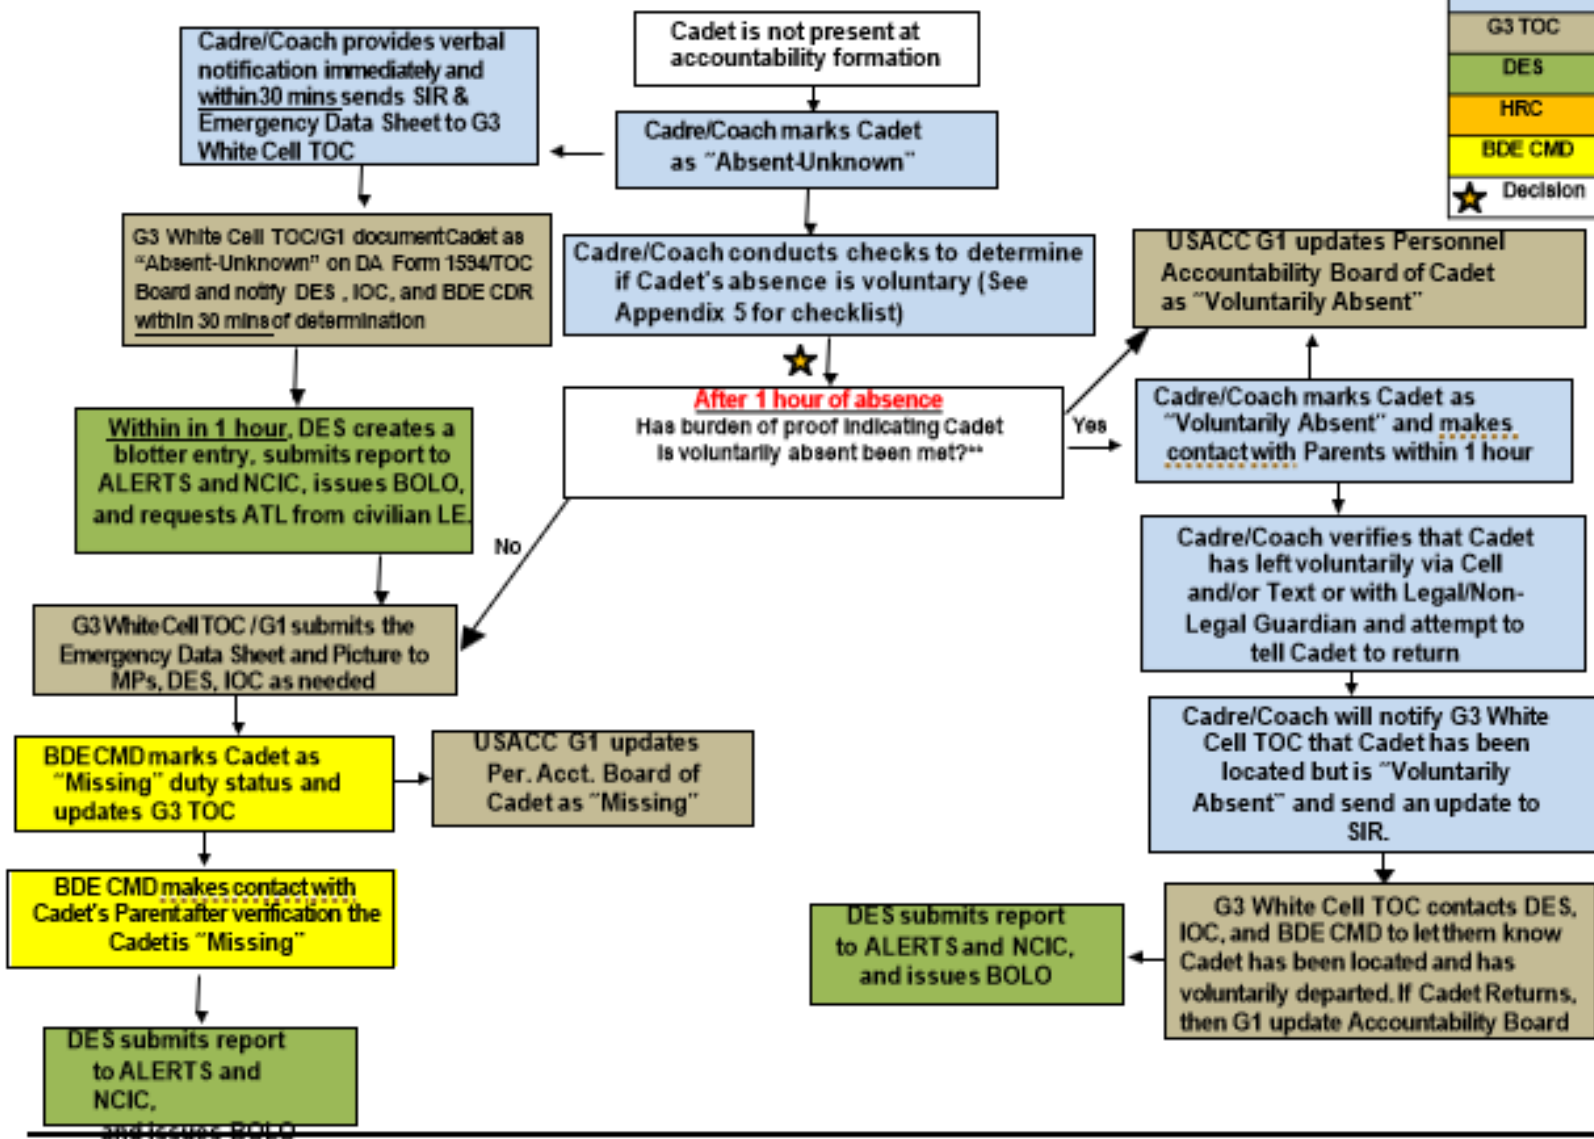 Cadet is not present at
accountability formation
Cadre/Coach marks Cadet
as "Absent-Unknown"
Cadre/Coach provides verbal
notification immediately and
within30 mins sends SIR &
Emergency Data Sheet to G3
White Cell TOC
G3 White Cell TOC/G1 documentCadet as
"Absent-Unknown" on DA Form 1594/TOC
Board and notify DES , IOC, and BDE CDR
within 30 mins of determination
Within in 1 hour, DES creates a
blotter entry, submits report to
ALERTS and NCIC, issues BOLO,
and requests ATL from civilian LE.
Cadre/Coach conducts checks to determine
if Cadet's absence is voluntary (See
Appendix 5 for checklist)
After 1 hour of absence
Has burden of proof indicating Cadet
is voluntarily absent been met?**
Yes
No
G3 White Cell TOC /G1 submits the
Emergency Data Sheet and Picture to
MPs, DES, IOC as needed
BDE CMD marks Cadet as
"Missing" duty status and
updates G3 TOC
USACC G1 updates
Per. Acct. Board of
Cadet as "Missing"
BDE CMD makes contact with
Cadet's Parent after verification the
Cadet is "Missing"
DES submits report
to ALERTS and
NCIC,
and issues BOLO
G3 TOC
DES
HRC
BDE CMD
Decision
USACC G1 updates Personnel
Accountability Board of Cadet
as "Voluntarily Absent"
Cadre/Coach marks Cadet as
"Voluntarily Absent" and makes
contact with Parents within 1 hour
Cadre/Coach verifies that Cadet
has left voluntarily via Cell
and/or Text or with Legal/Non-
Legal Guardian and attempt to
tell Cadet to return
Cadre/Coach will notify G3 White
Cell TOC that Cadet has been
located but is "Voluntarily
Absent" and send an update to
SIR.
G3 White Cell TOC contacts DES,
IOC, and BDE CMD to let them know
Cadet has been located and has
voluntarily departed. If Cadet Returns,
then G1 update Accountability Board
DES submits report
to ALERTS and NCIC,
and issues BOLO